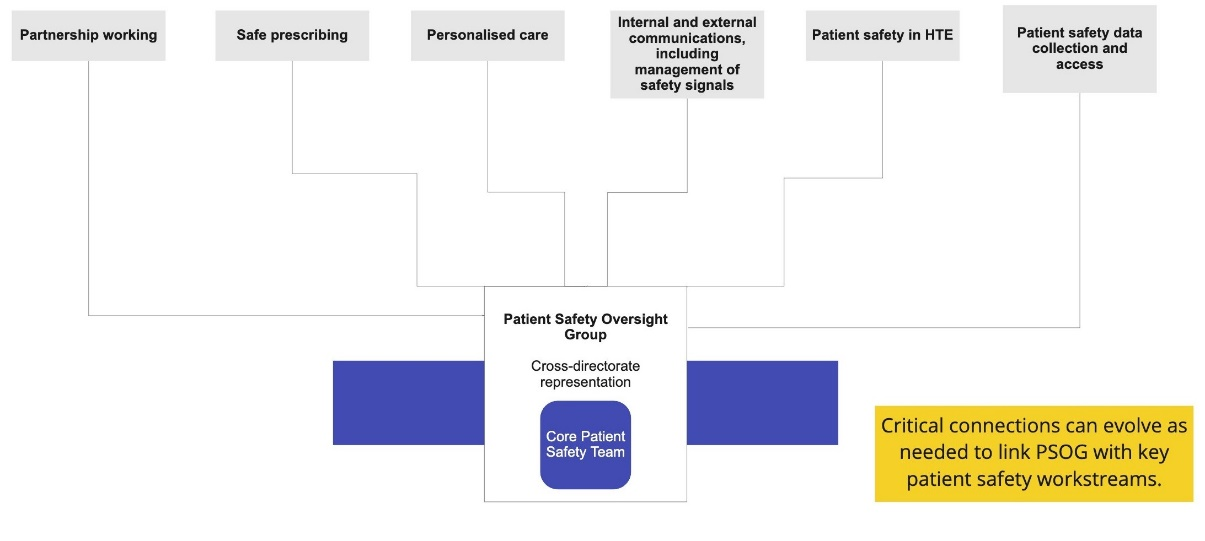 Partnership working
Safe prescribing
Personalised care
Internal and external
communications,
including
management of
safety signals
Patient safety in HTE
Patient safety data
collection and
access
Patient Safety Oversight
Group
Cross-directorate
representation
Core Patient
Safety Team
Critical connections can evolve as
needed to link PSOG with key
patient safety workstreams.